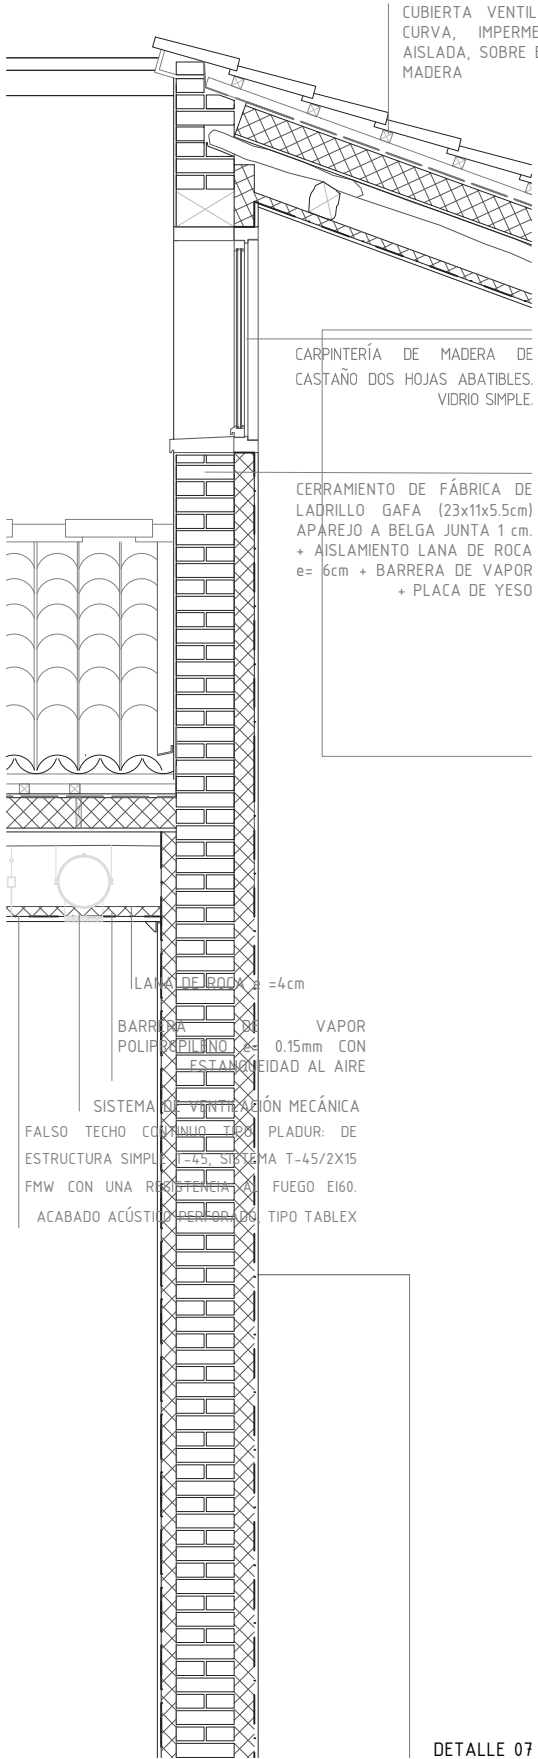 CUBIERTA VENTIL
CURVA, IMPERME
AISLADA, SOBRE E
MADERA
CARPINTERÍA DE MADERA DE
CASTAÑO DOS HOJAS ABATIBLES.
VIDRIO SIMPLE.
CERRAMIENTO DE FÁBRICA DE
LADRILLO GAFA (23x11x5.5cm)
APAREJO A BELGA JUNTA 1 cm.
+ AISLAMIENTO LANA DE ROCA
e= 6cm + BARRERA DE VAPOR
+ PLACA DE YESO
LANA DE ROCA e =4cm
BARRERA DE VAPOR
POLIPROPILENO e= 0.15mm CON
ESTANQUEIDAD AL AIRE
SISTEMA DE VENTILACIÓN MECÁNICA
FALSO TECHO CONTINUO TIPO PLADUR: DE
ESTRUCTURA SIMPLE T-45, SISTEMA T-45/2X15
FMW CON UNA RESISTENCIA AL FUEGO EI60.
ACABADO ACÚSTICO PERFORADO, TIPO TABLEX
DETALLE 07